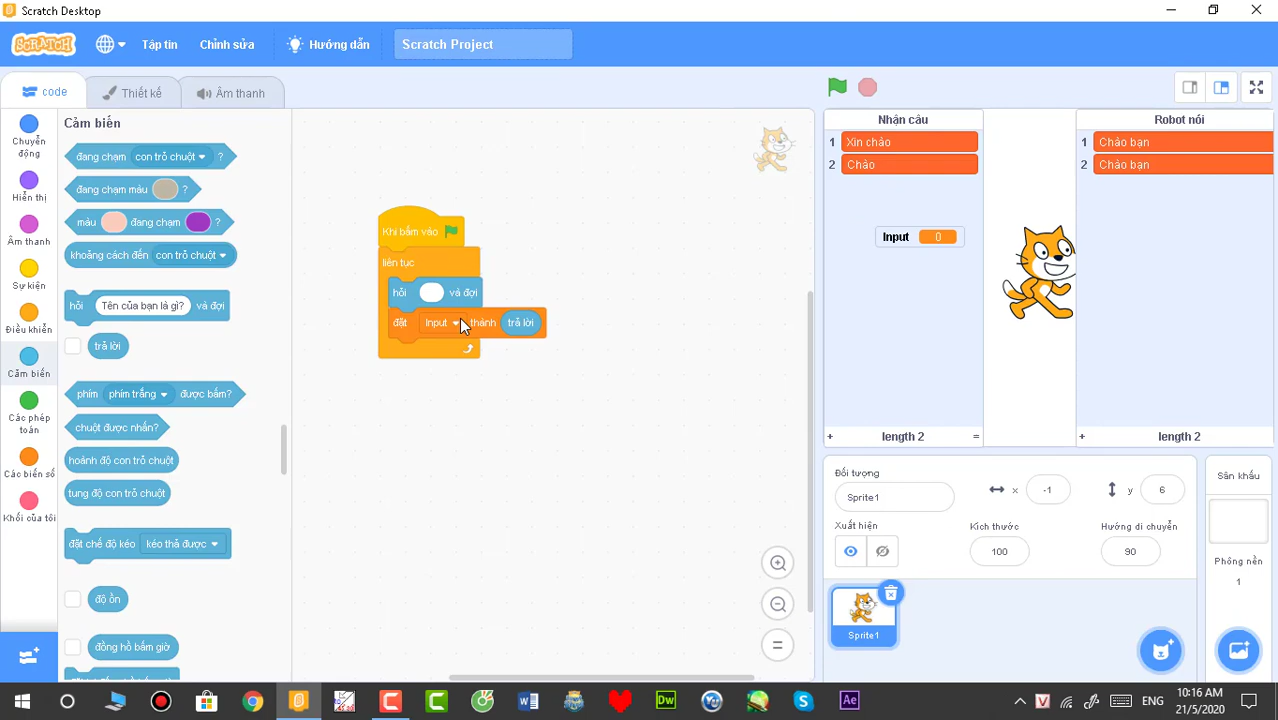 Scratch Desktop
SCRATCH
Tập tin
Chỉnh sửa
Hướng dẫn
Scratch Project
code
Thiết kế
Âm thanh
Chuyển động
Hiển thị
Âm thanh
Sự kiện
Điều khiển
Cảm biến
Các phép toán
Các biến số
Khối của tôi
Cảm biến
đang chạm con trỏ chuột ?
đang chạm màu ?
màu đang chạm ?
khoảng cách đến con trỏ chuột
hỏi Tên của bạn là gì? và đợi
trả lời
phím phím trắng được bấm?
chuột được nhấn?
hoành độ con trỏ chuột
tung độ con trỏ chuột
đặt chế độ kéo kéo thả được
độ ồn
đồng hồ bấm giờ
Khi bấm vào
liên tục
hỏi và đợi
đặt Input thành trả lời
Nhận câu
1 Xin chào
2 Chào
+ length 2 =
Input 0
Robot nói
1 Chào bạn
2 Chào bạn
+ length 2
Đối tượng
Sprite1
x -1
y 6
Xuất hiện
Kích thước
100
Hướng di chuyển
90
Sprite1
Sân khấu
Phông nền
1
V
ENG
10:16 AM
21/5/2020
Dw
Ae